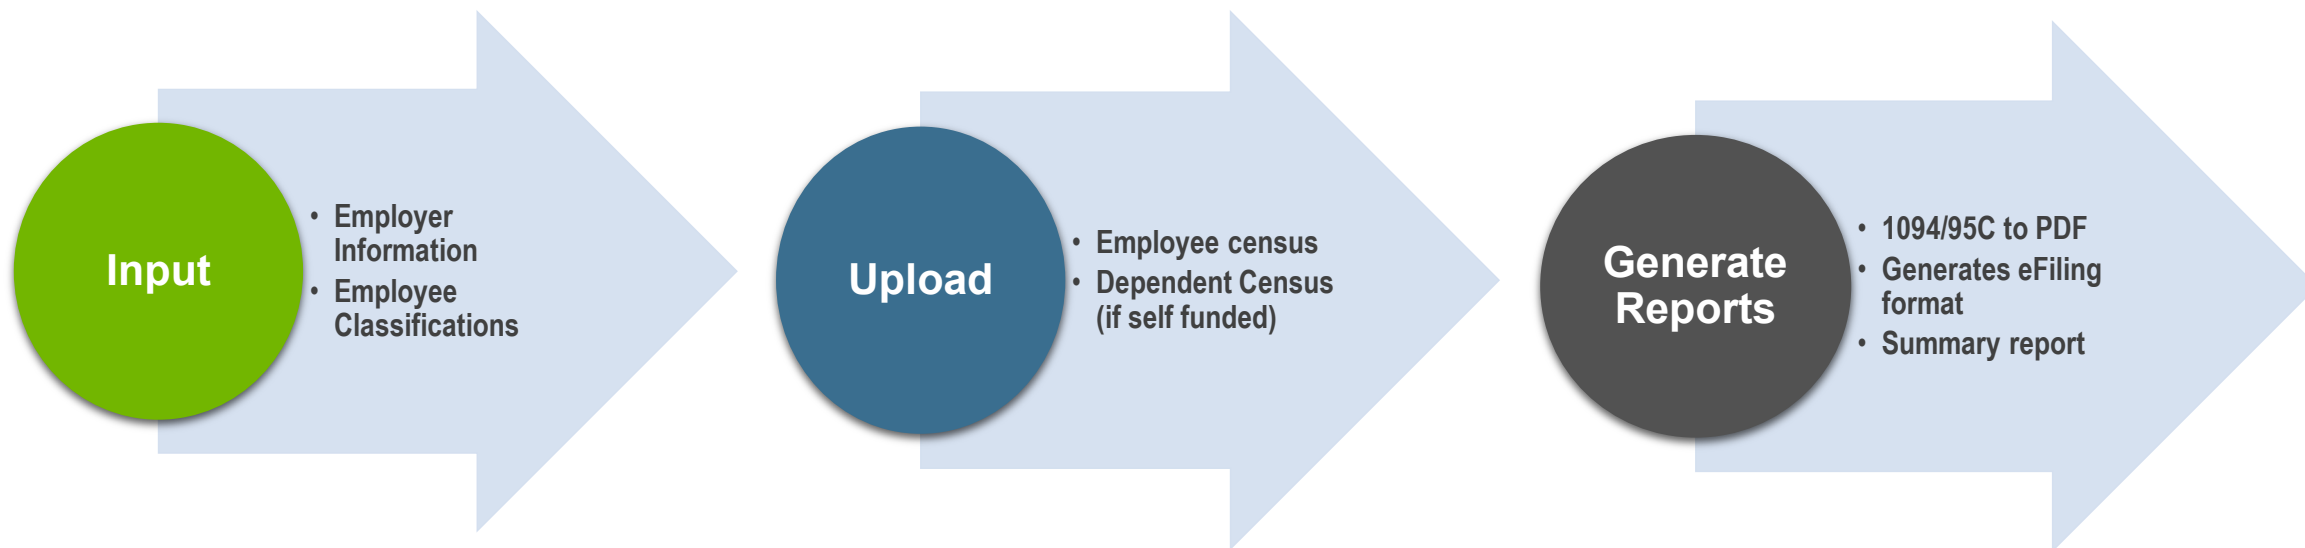 Input
• Employer
Information
• Employee
Classifications
Upload
• Employee census
• Dependent Census
(if self funded)
Generate
Reports
• 1094/95C to PDF
• Generates eFiling
format
• Summary report